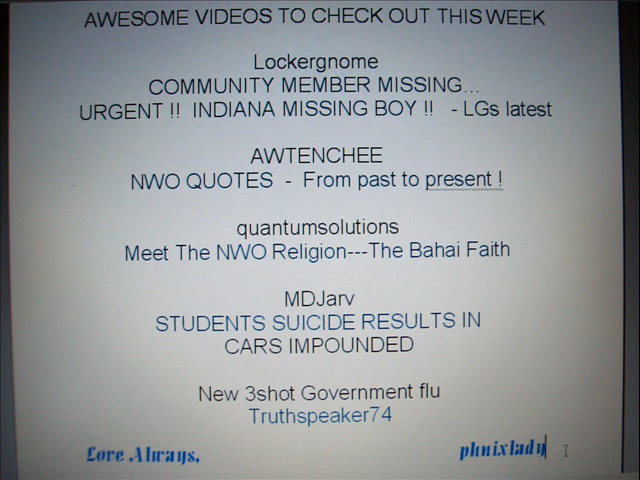 AWESOME VIDEOS TO CHECK OUT THIS WEEK
Lockergnome
COMMUNITY MEMBER MISSING...
URGENT !! INDIANA MISSING BOY !! - LGs latest
AWTENCHEE
NWO QUOTES - From past to present !
quantumsolutions
Meet The NWO Religion---The Bahai Faith
MDJarv
STUDENTS SUICIDE RESULTS IN
CARS IMPOUNDED
New 3shot Government flu
Truthspeaker74
Love Always,
phnixlady